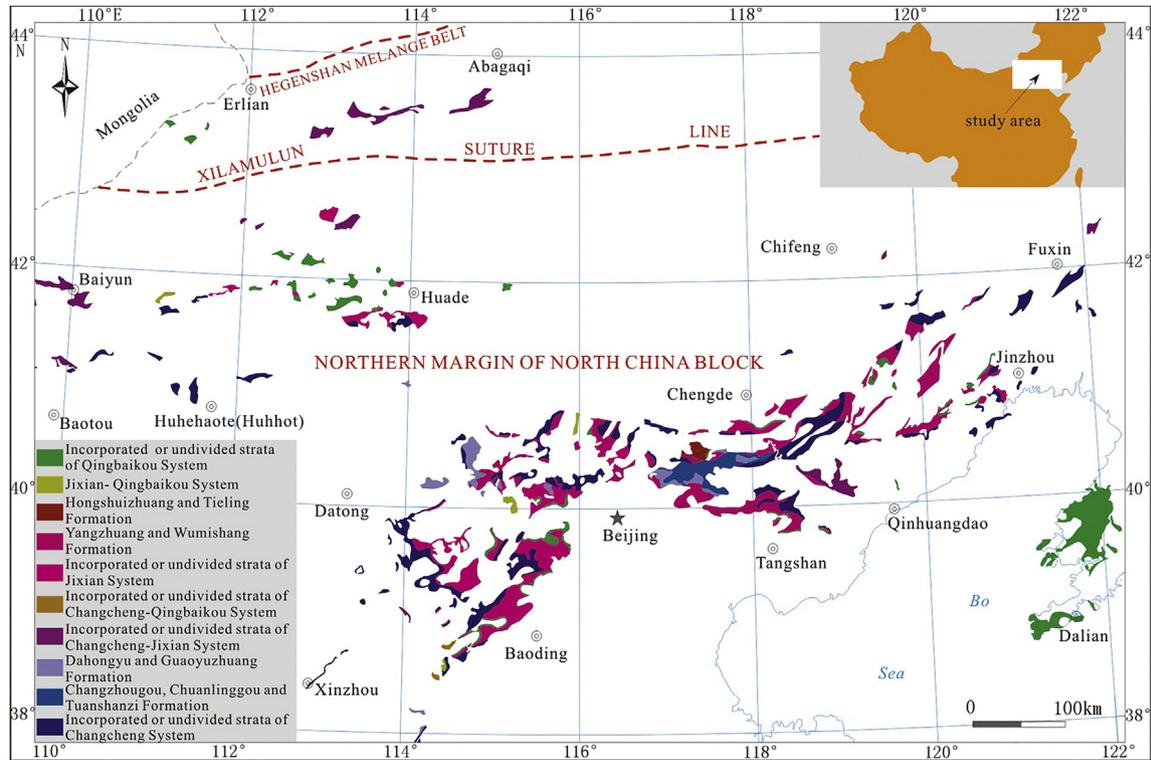 110°E 112° 114° 116° 118° 120° 122°
44°
N
44°
N
HEGENSHAN MELANGE BELT
Abagaqi
Erlian
Mongolia
study area
XILAMULUN SUTURE LINE
Chifeng
Fuxin
42°
42°
Baiyun
Huade
NORTHERN MARGIN OF NORTH CHINA BLOCK
Jinzhou
Chengde
Baotou
Huhehaote(Huhhot)
Incorporated or undivided strata
of Qingbaikou System
Jixian- Qingbaikou System
Hongshuizhuang and Tieling
Formation
Yangzhuang and Wumishang
Formation
Incorporated or undivided strata of
Jixian System
Incorporated or undivided strata of
Changcheng-Qingbaikou System
Incorporated or undivided strata of
Changcheng-Jixian System
Dahongyu and Guaoyuzhuang
Formation
Changzhougou, Chuanlinggou and
Tuanshanzi Formation
Incorporated or undivided strata of
Changcheng System
40°
40°
Datong
Beijing
Qinhuangdao
Tangshan
Bo
Sea
Dalian
Baoding
Xinzhou
0 100km
38°
38°
110° 112° 114° 116° 118° 120° 122°